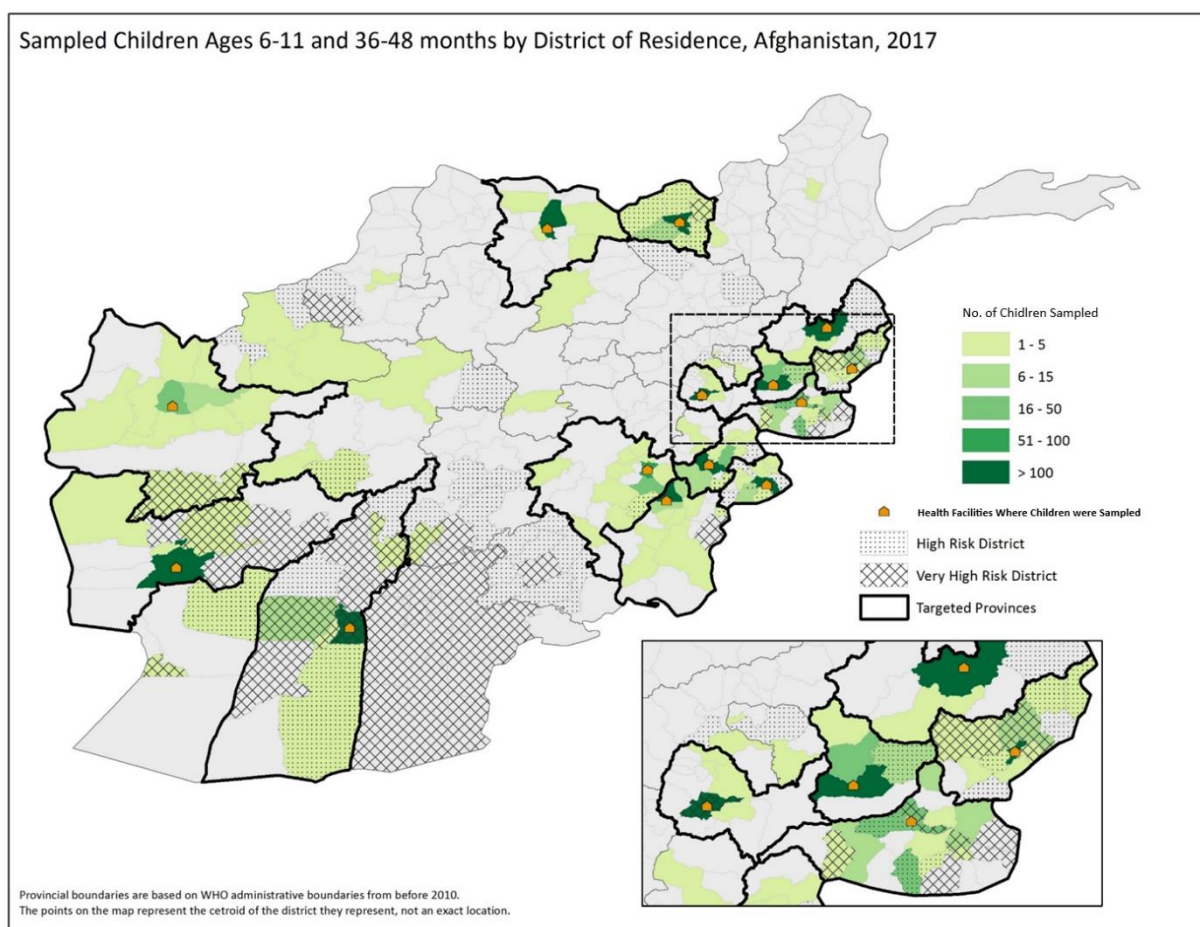 Sampled Children Ages 6-11 and 36-48 months by District of Residence, Afghanistan, 2017
No. of Chidlren Sampled
1 - 5
6 - 15
16 - 50
51 - 100
> 100
Health Facilities Where Children were Sampled
High Risk District
Very High Risk District
Targeted Provinces
Provincial boundaries are based on WHO administrative boundaries from before 2010.
The points on the map represent the cetroid of the district they represent, not an exact location.